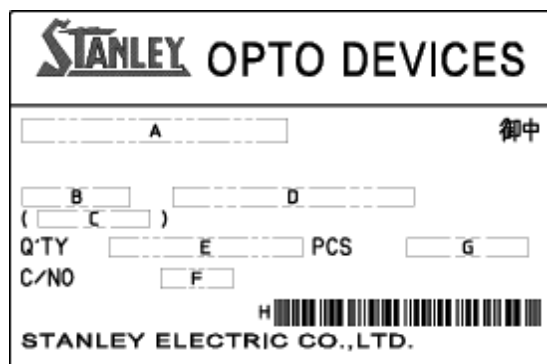 STANLEY OPTO DEVICES
A 御中
B D
( C )
Q'TY E PCS G
C/NO F
H
STANLEY ELECTRIC CO.,LTD.